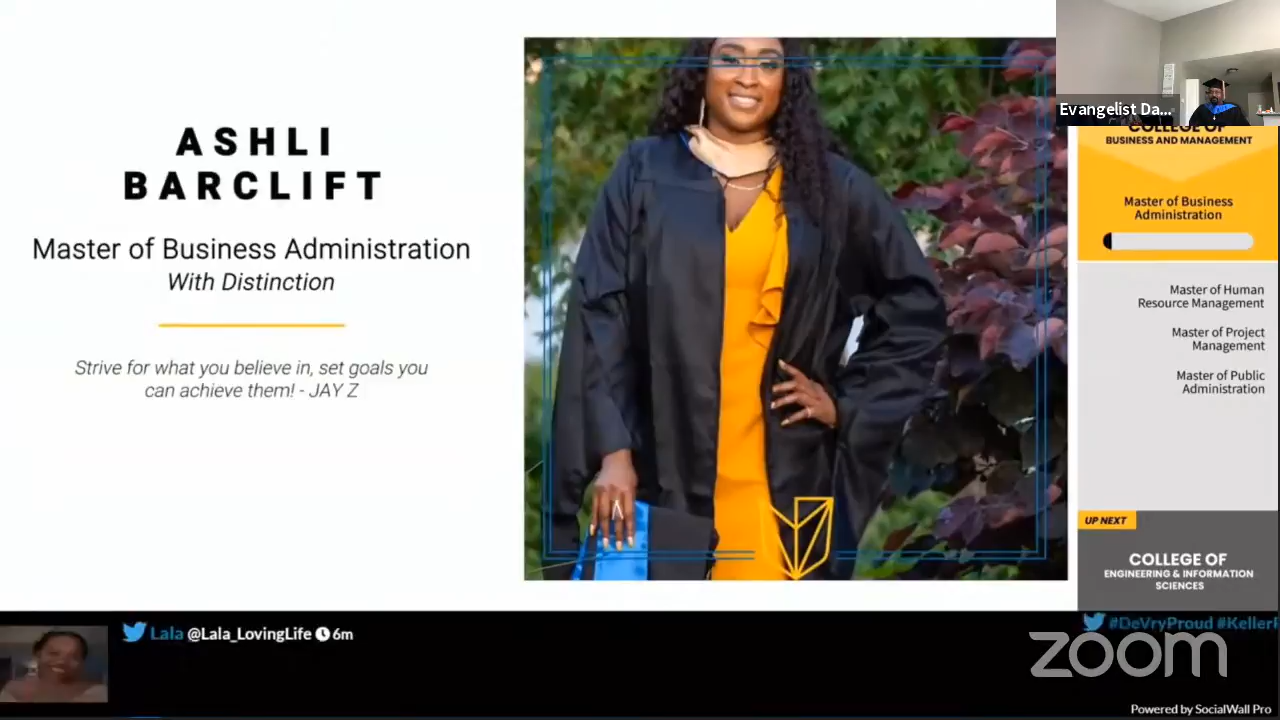 ASHLI
BARCLIFT
Master of Business Administration
With Distinction
Strive for what you believe in, set goals you
can achieve them! - JAY Z
Evangelist Da...
COLLEGE OF
BUSINESS AND MANAGEMENT
Master of Business
Administration
Master of Human
Resource Management
Master of Project
Management
Master of Public
Administration
UP NEXT
COLLEGE OF
ENGINEERING & INFORMATION
SCIENCES
Lala @Lala_LovingLife 6m
#DeVryProud #Keller
zoom
Powered by SocialWall Pro